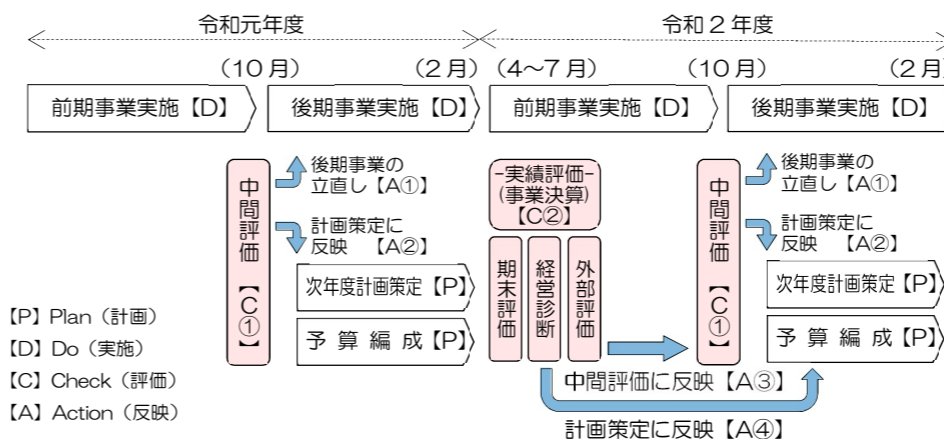 令和元年度
令和２年度
（10月）
（2月）
（4～7月）
（10月）
（2月）
前期事業実施【D】
後期事業実施【D】
前期事業実施【D】
後期事業実施【D】
中間評価【C①】
後期事業の
立直し【A①】
計画策定に
反映　【A②】
次年度計画策定【P】
予 算 編 成【P】
-実績評価-
(事業決算)
【C②】
期末評価
経営診断
外部評価
中間評価【C①】
後期事業の
立直し【A①】
計画策定に
反映　【A②】
次年度計画策定【P】
予 算 編 成【P】
中間評価に反映【A③】
計画策定に反映【A④】
【P】Plan（計画）
【D】Do（実施）
【C】Check（評価）
【A】Action（反映）